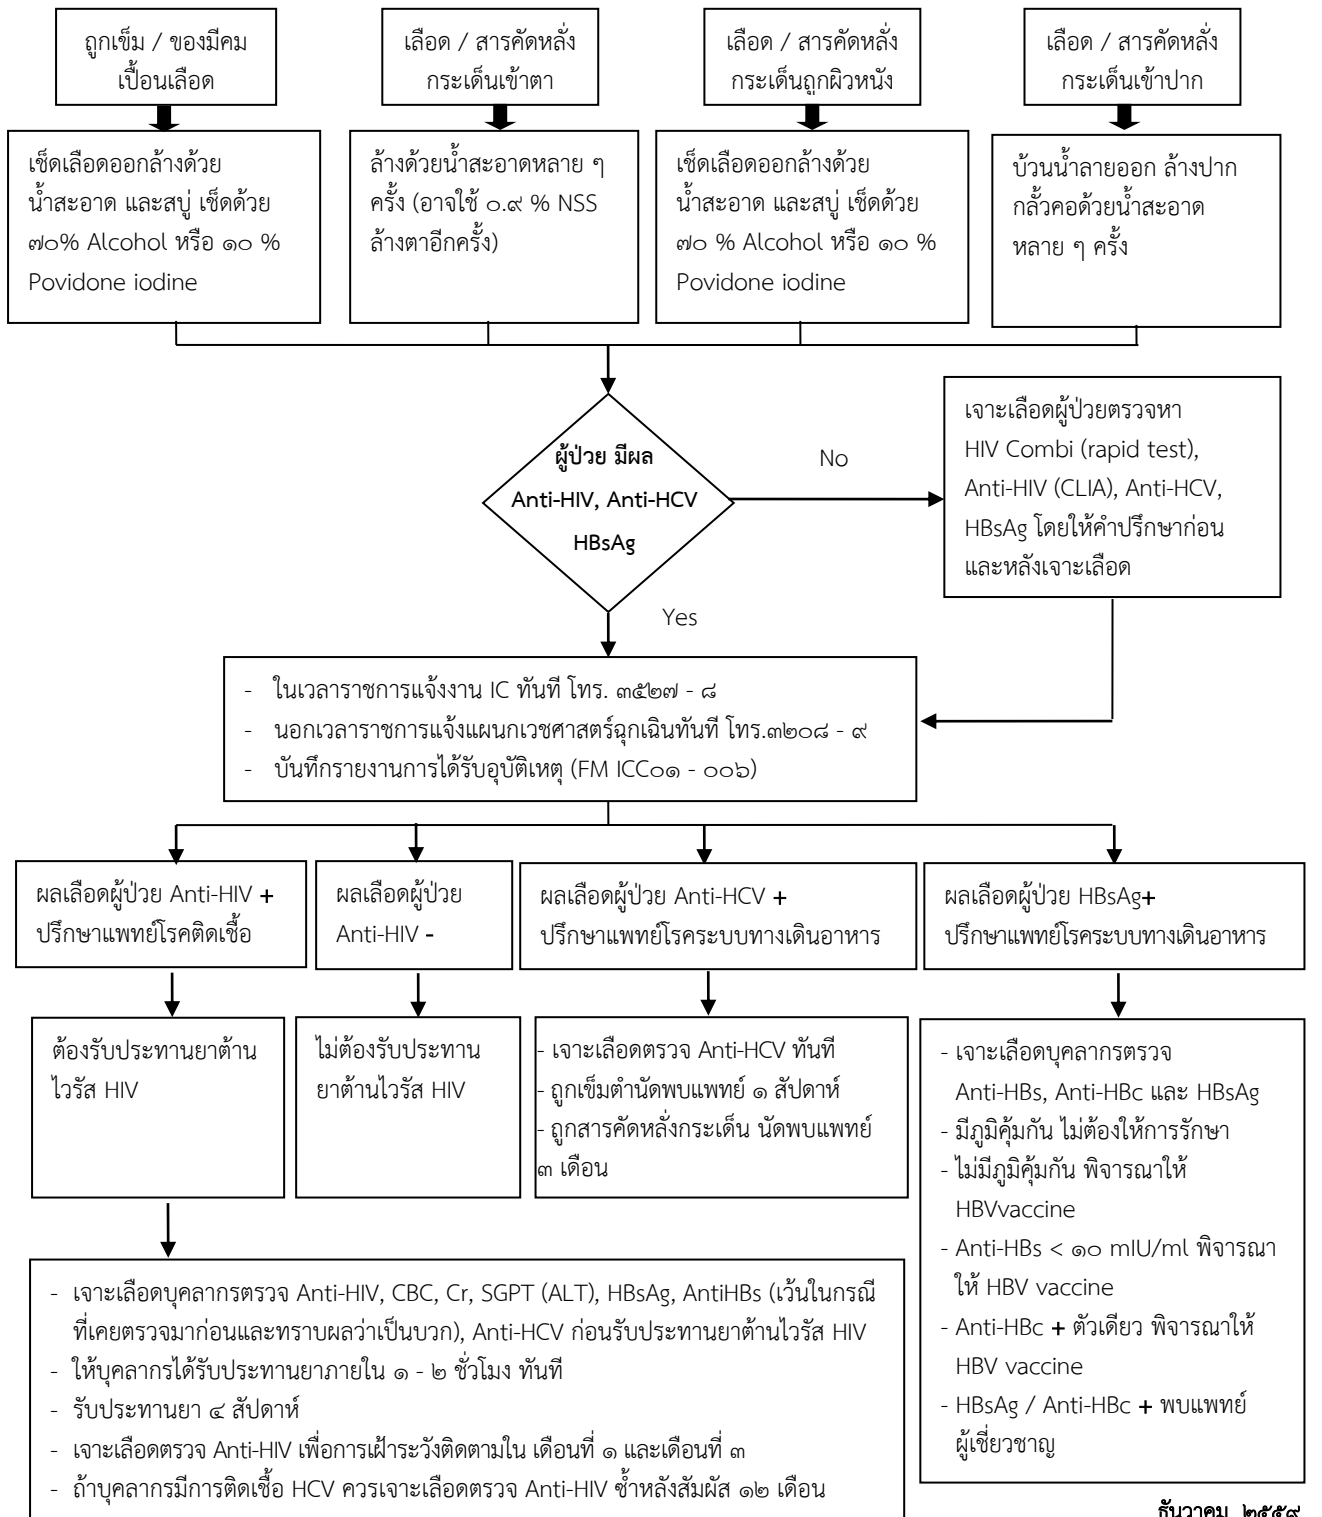 ถูกเข็ม / ของมีคม
เปื้อนเลือด
เลือด / สารคัดหลั่ง
กระเด็นเข้าตา
เลือด / สารคัดหลั่ง
กระเด็นถูกผิวหนัง
เลือด / สารคัดหลั่ง
กระเด็นเข้าปาก
เช็ดเลือดออกล้างด้วย
น้ำสะอาด และสบู่ เช็ดด้วย
๗๐% Alcohol หรือ ๑๐ %
Povidone iodine
ล้างด้วยน้ำสะอาดหลาย ๆ
ครั้ง (อาจใช้ ๐.๙ % NSS
ล้างตาอีกครั้ง)
เช็ดเลือดออกล้างด้วย
น้ำสะอาด และสบู่ เช็ดด้วย
๗๐ % Alcohol หรือ ๑๐ %
Povidone iodine
บ้วนน้ำลายออก ล้างปาก
กลั้วคอด้วยน้ำสะอาด
หลาย ๆ ครั้ง
ผู้ป่วย มีผล
Anti-HIV, Anti-HCV
HBsAg
No
เจาะเลือดผู้ป่วยตรวจหา
HIV Combi (rapid test),
Anti-HIV (CLIA), Anti-HCV,
HBsAg โดยให้คำปรึกษาก่อน
และหลังเจาะเลือด
Yes
- ในเวลาราชการแจ้งงาน IC ทันที โทร. ๓๕๒๗ - ๘
- นอกเวลาราชการแจ้งแผนกเวชศาสตร์ฉุกเฉินทันที โทร.๓๒๐๘ - ๙
- บันทึกรายงานการได้รับอุบัติเหตุ (FM ICC๐๑ - ๐๐๖)
ผลเลือดผู้ป่วย Anti-HIV +
ปรึกษาแพทย์โรคติดเชื้อ
ผลเลือดผู้ป่วย
Anti-HIV -
ผลเลือดผู้ป่วย Anti-HCV +
ปรึกษาแพทย์โรคระบบทางเดินอาหาร
ผลเลือดผู้ป่วย HBsAg+
ปรึกษาแพทย์โรคระบบทางเดินอาหาร
ต้องรับประทานยาต้าน
ไวรัส HIV
ไม่ต้องรับประทาน
ยาต้านไวรัส HIV
- เจาะเลือดตรวจ Anti-HCV ทันที
- ถูกเข็มตำนัดพบแพทย์ ๑ สัปดาห์
- ถูกสารคัดหลั่งกระเด็น นัดพบแพทย์
๓ เดือน
- เจาะเลือดบุคลากรตรวจ
Anti-HBs, Anti-HBc และ HBsAg
- มีภูมิคุ้มกัน ไม่ต้องให้การรักษา
- ไม่มีภูมิคุ้มกัน พิจารณาให้
HBVvaccine
- Anti-HBs < ๑๐ mIU/ml พิจารณา
ให้ HBV vaccine
- Anti-HBc + ตัวเดียว พิจารณาให้
HBV vaccine
- HBsAg / Anti-HBc + พบแพทย์
ผู้เชี่ยวชาญ
- เจาะเลือดบุคลากรตรวจ Anti-HIV, CBC, Cr, SGPT (ALT), HBsAg, AntiHBs (เว้นในกรณี
ที่เคยตรวจมาก่อนและทราบผลว่าเป็นบวก), Anti-HCV ก่อนรับประทานยาต้านไวรัส HIV
- ให้บุคลากรได้รับประทานยาภายใน ๑ - ๒ ชั่วโมง ทันที
- รับประทานยา ๔ สัปดาห์
- เจาะเลือดตรวจ Anti-HIV เพื่อการเฝ้าระวังติดตามใน เดือนที่ ๑ และเดือนที่ ๓
- ถ้าบุคลากรมีการติดเชื้อ HCV ควรเจาะเลือดตรวจ Anti-HIV ซ้ำหลังสัมผัส ๑๒ เดือน
ธันวาคม ๒๕๕๙